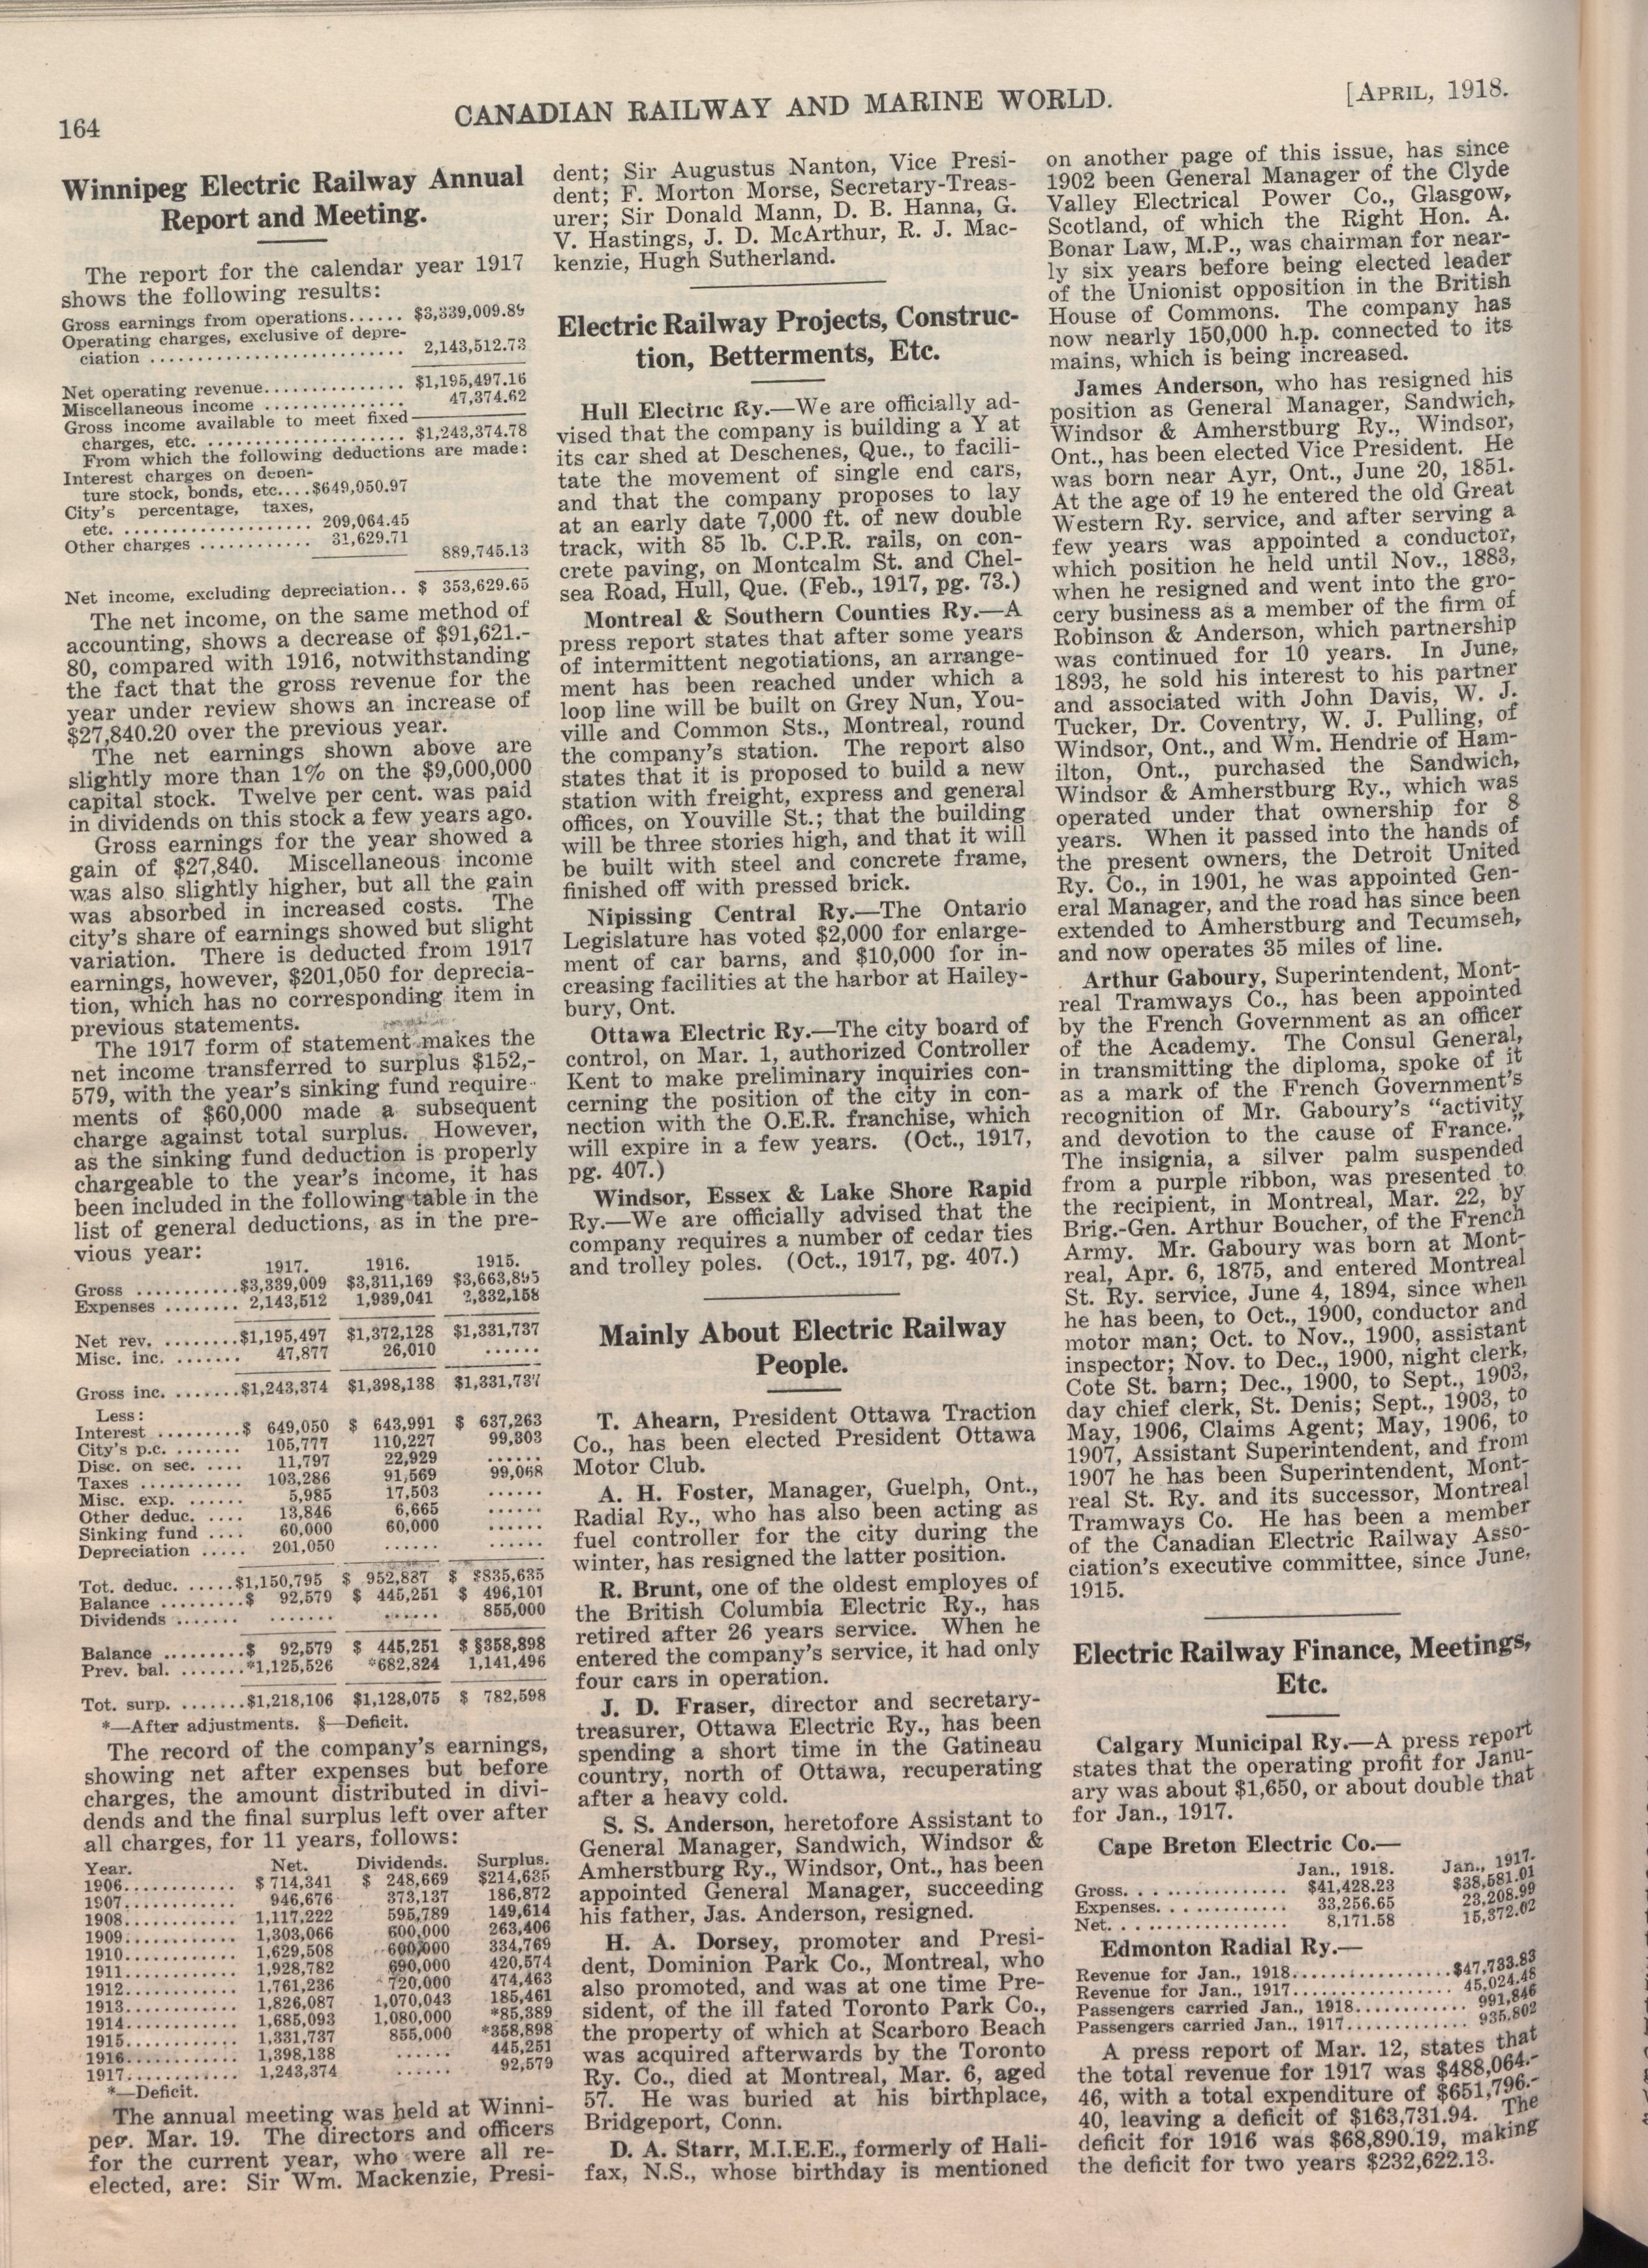 164
CANADIAN RAILWAY AND MARINE WORLD.
[APRIL, 1918.
Winnipeg Electric Railway Annual
Report and Meeting.
The report for the calendar year 1917
shows the following results:
Gross earnings from operations...... $3,339,009.89
Operating charges, exclusive of depre-
ciation .......................... 2,143,512.73
Net operating revenue............... $1,195,497.16
Miscellaneous income ............... 47,374.62
Gross income available to meet fixed
charges, etc. ..................... $1,243,374.78
From which the following deductions are made:
Interest charges on deben-
ture stock, bonds, etc....$649,050.97
City's percentage, taxes,
etc. .................... 209,064.45
Other charges ............ 31,629.71
889,745.13
Net income, excluding depreciation.. $ 353,629.65
The net income, on the same method of
accounting, shows a decrease of $91,621.-
80, compared with 1916, notwithstanding
the fact that the gross revenue for the
year under review shows an increase of
$27,840.20 over the previous year.
The net earnings shown above are
slightly more than 1% on the $9,000,000
capital stock. Twelve per cent. was paid
in dividends on this stock a few years ago.
Gross earnings for the year showed a
gain of $27,840. Miscellaneous income
was also slightly higher, but all the gain
was absorbed in increased costs. The
city's share of earnings showed but slight
variation. There is deducted from 1917
earnings, however, $201,050 for deprecia-
tion, which has no corresponding item in
previous statements.
The 1917 form of statement makes the
net income transferred to surplus $152,-
579, with the year's sinking fund require-
ments of $60,000 made a subsequent
charge against total surplus. However,
as the sinking fund deduction is properly
chargeable to the year's income, it has
been included in the following table in the
list of general deductions, as in the pre-
vious year:
1917. 1916. 1915.
Gross ...........$3,339,009 $3,311,169 $3,663,895
Expenses ........ 2,143,512 1,939,041 2,332,158
Net rev. ........$1,195,497 $1,372,128 $1,331,737
Misc. inc. ....... 47,877 26,010 ......
Gross inc. .......$1,243,374 $1,398,138 $1,331,737
Less:
Interest .........$ 649,050 $ 643,991 $ 637,263
City's p.c. ....... 105,777 110,227 99,303
Disc. on sec. .... 11,797 22,929 ......
Taxes ........... 103,286 91,569 99,068
Misc. exp. ...... 5,985 17,503 ......
Other deduc. .... 13,846 6,665 ......
Sinking fund .... 60,000 60,000 ......
Depreciation ..... 201,050 ...... ......
Tot. deduc. ......$1,150,795 $ 952,887 $ $835,635
Balance .........$ 92,579 $ 445,251 $ 496,101
Dividends ....... ....... ...... 855,000
Balance .........$ 92,579 $ 445,251 $ §358,898
Prev. bal. .......*1,125,526 *682,824 1,141,496
Tot. surp. .......$1,218,106 $1,128,075 $ 782,598
*—After adjustments. §—Deficit.
The record of the company's earnings,
showing net after expenses but before
charges, the amount distributed in divi-
dends and the final surplus left over after
all charges, for 11 years, follows:
Year. Net. Dividends. Surplus.
1906............ $ 714,341 $ 248,669 $214,635
1907............ 946,676 373,137 186,872
1908............ 1,117,222 595,789 149,614
1909............ 1,303,066 600,000 263,406
1910............ 1,629,508 600,000 334,769
1911............ 1,928,782 690,000 420,574
1912............ 1,761,236 720,000 474,463
1913............ 1,826,087 1,070,043 185,461
1914............ 1,685,093 1,080,000 *85,389
1915............ 1,331,737 855,000 *358,898
1916............ 1,398,138 ...... 445,251
1917............ 1,243,374 ...... 92,579
*—Deficit.
The annual meeting was held at Winni-
peg. Mar. 19. The directors and officers
for the current year, who were all re-
elected, are: Sir Wm. Mackenzie, Presi-
dent; Sir Augustus Nanton, Vice Presi-
dent; F. Morton Morse, Secretary-Treas-
urer; Sir Donald Mann, D. B. Hanna, G.
V. Hastings, J. D. McArthur, R. J. Mac-
kenzie, Hugh Sutherland.
Electric Railway Projects, Construc-
tion, Betterments, Etc.
Hull Electric Ry.—We are officially ad-
vised that the company is building a Y at
its car shed at Deschenes, Que., to facili-
tate the movement of single end cars,
and that the company proposes to lay
at an early date 7,000 ft. of new double
track, with 85 lb. C.P.R. rails, on con-
crete paving, on Montcalm St. and Chel-
sea Road, Hull, Que. (Feb., 1917, pg. 73.)
Montreal & Southern Counties Ry.—A
press report states that after some years
of intermittent negotiations, an arrange-
ment has been reached under which a
loop line will be built on Grey Nun, You-
ville and Common Sts., Montreal, round
the company's station. The report also
states that it is proposed to build a new
station with freight, express and general
offices, on Youville St.; that the building
will be three stories high, and that it will
be built with steel and concrete frame,
finished off with pressed brick.
Nipissing Central Ry.—The Ontario
Legislature has voted $2,000 for enlarge-
ment of car barns, and $10,000 for in-
creasing facilities at the harbor at Hailey-
bury, Ont.
Ottawa Electric Ry.—The city board of
control, on Mar. 1, authorized Controller
Kent to make preliminary inquiries con-
cerning the position of the city in con-
nection with the O.E.R. franchise, which
will expire in a few years. (Oct., 1917,
pg. 407.)
Windsor, Essex & Lake Shore Rapid
Ry.—We are officially advised that the
company requires a number of cedar ties
and trolley poles. (Oct., 1917, pg. 407.)
Mainly About Electric Railway
People.
T. Ahearn, President Ottawa Traction
Co., has been elected President Ottawa
Motor Club.
A. H. Foster, Manager, Guelph, Ont.,
Radial Ry., who has also been acting as
fuel controller for the city during the
winter, has resigned the latter position.
R. Brunt, one of the oldest employes of
the British Columbia Electric Ry., has
retired after 26 years service. When he
entered the company's service, it had only
four cars in operation.
J. D. Fraser, director and secretary-
treasurer, Ottawa Electric Ry., has been
spending a short time in the Gatineau
country, north of Ottawa, recuperating
after a heavy cold.
S. S. Anderson, heretofore Assistant to
General Manager, Sandwich, Windsor &
Amherstburg Ry., Windsor, Ont., has been
appointed General Manager, succeeding
his father, Jas. Anderson, resigned.
H. A. Dorsey, promoter and Presi-
dent, Dominion Park Co., Montreal, who
also promoted, and was at one time Pre-
sident, of the ill fated Toronto Park Co.,
the property of which at Scarboro Beach
was acquired afterwards by the Toronto
Ry. Co., died at Montreal, Mar. 6, aged
57. He was buried at his birthplace,
Bridgeport, Conn.
D. A. Starr, M.I.E.E., formerly of Hali-
fax, N.S., whose birthday is mentioned
on another page of this issue, has since
1902 been General Manager of the Clyde
Valley Electrical Power Co., Glasgow,
Scotland, of which the Right Hon. A.
Bonar Law, M.P., was chairman for near-
ly six years before being elected leader
of the Unionist opposition in the British
House of Commons. The company has
now nearly 150,000 h.p. connected to its
mains, which is being increased.
James Anderson, who has resigned his
position as General Manager, Sandwich,
Windsor & Amherstburg Ry., Windsor,
Ont., has been elected Vice President. He
was born near Ayr, Ont., June 20, 1851.
At the age of 19 he entered the old Great
Western Ry. service, and after serving a
few years was appointed a conductor,
which position he held until Nov., 1883,
when he resigned and went into the gro-
cery business as a member of the firm of
Robinson & Anderson, which partnership
was continued for 10 years. In June,
1893, he sold his interest to his partner
and associated with John Davis, W. J.
Tucker, Dr. Coventry, W. J. Pulling, of
Windsor, Ont., and Wm. Hendrie of Ham-
ilton, Ont., purchased the Sandwich,
Windsor & Amherstburg Ry., which was
operated under that ownership for 8
years. When it passed into the hands of
the present owners, the Detroit United
Ry. Co., in 1901, he was appointed Gen-
eral Manager, and the road has since been
extended to Amherstburg and Tecumseh,
and now operates 35 miles of line.
Arthur Gaboury, Superintendent, Mont-
real Tramways Co., has been appointed
by the French Government as an officer
of the Academy. The Consul General,
in transmitting the diploma, spoke of it
as a mark of the French Government's
recognition of Mr. Gaboury's "activity
and devotion to the cause of France."
The insignia, a silver palm suspended
from a purple ribbon, was presented to
the recipient, in Montreal, Mar. 22, by
Brig.-Gen. Arthur Boucher, of the French
Army. Mr. Gaboury was born at Mont-
real, Apr. 6, 1875, and entered Montreal
St. Ry. service, June 4, 1894, since when
he has been, to Oct., 1900, conductor and
motor man; Oct. to Nov., 1900, assistant
inspector; Nov. to Dec., 1900, night clerk,
Cote St. barn; Dec., 1900, to Sept., 1903,
day chief clerk, St. Denis; Sept., 1903, to
May, 1906, Claims Agent; May, 1906, to
1907, Assistant Superintendent, and from
1907 he has been Superintendent, Mont-
real St. Ry. and its successor, Montreal
Tramways Co. He has been a member
of the Canadian Electric Railway Asso-
ciation's executive committee, since June,
1915.
Electric Railway Finance, Meetings,
Etc.
Calgary Municipal Ry.—A press report
states that the operating profit for Janu-
ary was about $1,650, or about double that
for Jan., 1917.
Cape Breton Electric Co.—
Jan., 1918. Jan., 1917.
Gross. . ............... $41,428.23 $38,581.01
Expenses. . ............ 33,256.65 23,208.99
Net. . ................. 8,171.58 15,372.02
Edmonton Radial Ry.—
Revenue for Jan., 1918.....................$47,733.83
Revenue for Jan., 1917................. 45,024.48
Passengers carried Jan., 1918............ 991,846
Passengers carried Jan., 1917............. 935,802
A press report of Mar. 12, states that
the total revenue for 1917 was $488,064.-
46, with a total expenditure of $651,796.-
40, leaving a deficit of $163,731.94. The
deficit for 1916 was $68,890.19, making
the deficit for two years $232,622.13.